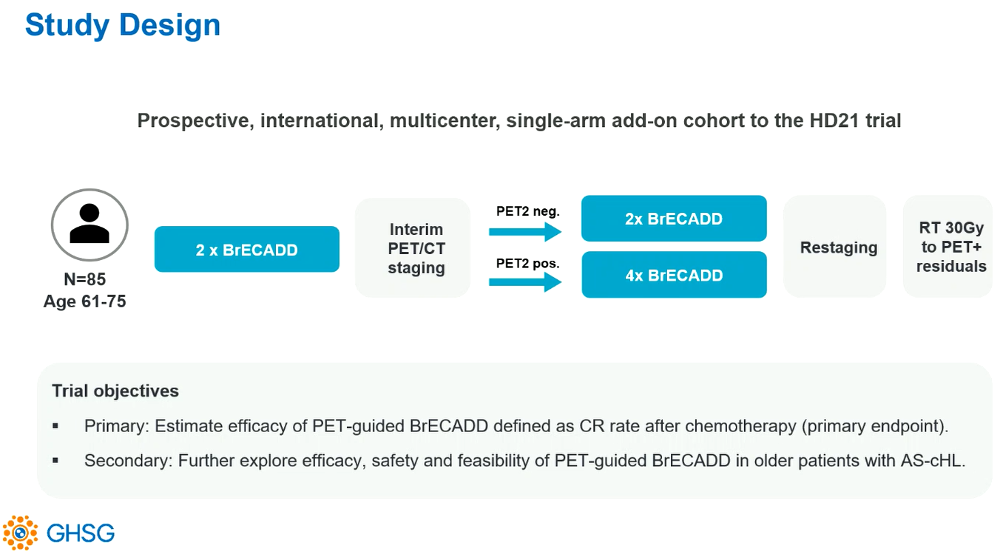 Study Design
Prospective, international, multicenter, single-arm add-on cohort to the HD21 trial
N=85
Age 61-75
2 x BrECADD
Interim
PET/CT
staging
PET2 neg.
PET2 pos.
2x BrECADD
4x BrECADD
Restaging
RT 30Gy
to PET+
residuals
Trial objectives
▪ Primary: Estimate efficacy of PET-guided BrECADD defined as CR rate after chemotherapy (primary endpoint).
▪ Secondary: Further explore efficacy, safety and feasibility of PET-guided BrECADD in older patients with AS-cHL.
GHSG